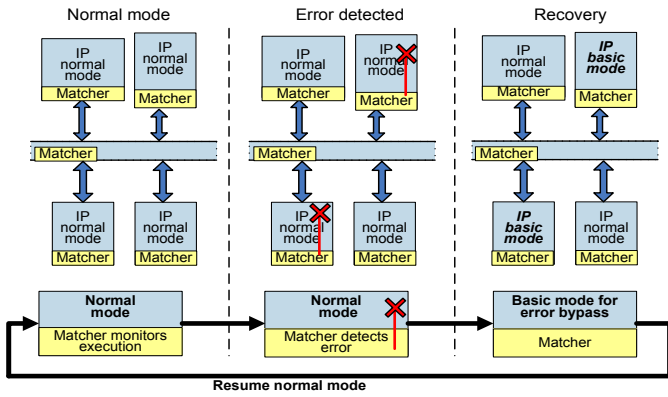 Normal mode
Error detected
Recovery
IP
normal
mode
Matcher
IP
normal
mode
Matcher
Matcher
IP
normal
mode
Matcher
IP
normal
mode
Matcher
IP
normal
mode
Matcher
IP
normal
mode
Matcher
Matcher
IP
normal
mode
Matcher
IP
normal
mode
Matcher
IP
normal
mode
Matcher
IP
basic
mode
Matcher
Matcher
IP
basic
mode
Matcher
IP
normal
mode
Matcher
Normal
mode
Matcher monitors
execution
Normal
mode
Matcher detects
error
Basic mode for
error bypass
Matcher
Resume normal mode